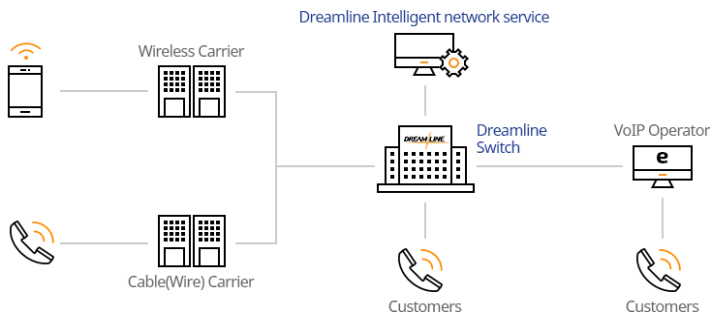 Dreamline Intelligent network service
Wireless Carrier
DREAMLINE
Dreamline
Switch
VoIP Operator
e
Cable(Wire) Carrier
Customers
Customers